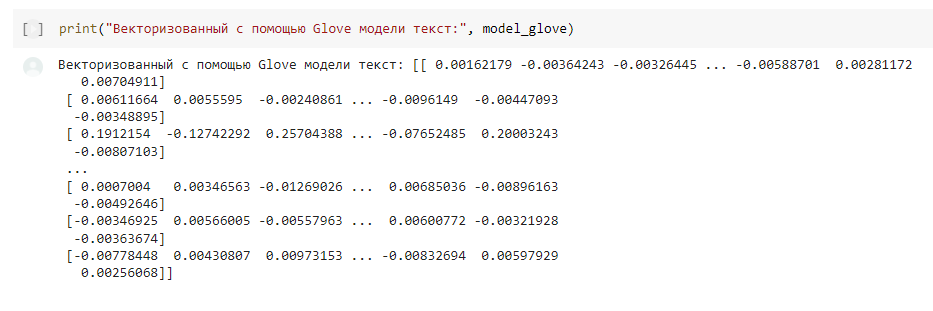 [ ] print("Векторизованный с помощью Glove модели текст:", model_glove)
Векторизованный с помощью Glove модели текст: [[ 0.00162179 -0.00364243 -0.00326445 ... -0.00588701  0.00281172
   0.00704911]
 [ 0.00611664  0.0055595  -0.00240861 ... -0.0096149  -0.00447093
  -0.00348895]
 [ 0.1912154  -0.12742292  0.25704388 ... -0.07652485  0.20003243
  -0.00807103]
 ...
 [ 0.0007004   0.00346563 -0.01269026 ...  0.00685036 -0.00896163
  -0.00492646]
 [-0.00346925  0.00566005 -0.00557963 ...  0.00600772 -0.00321928
  -0.00363674]
 [-0.00778448  0.00430807  0.00973153 ... -0.00832694  0.00597929
   0.00256068]]